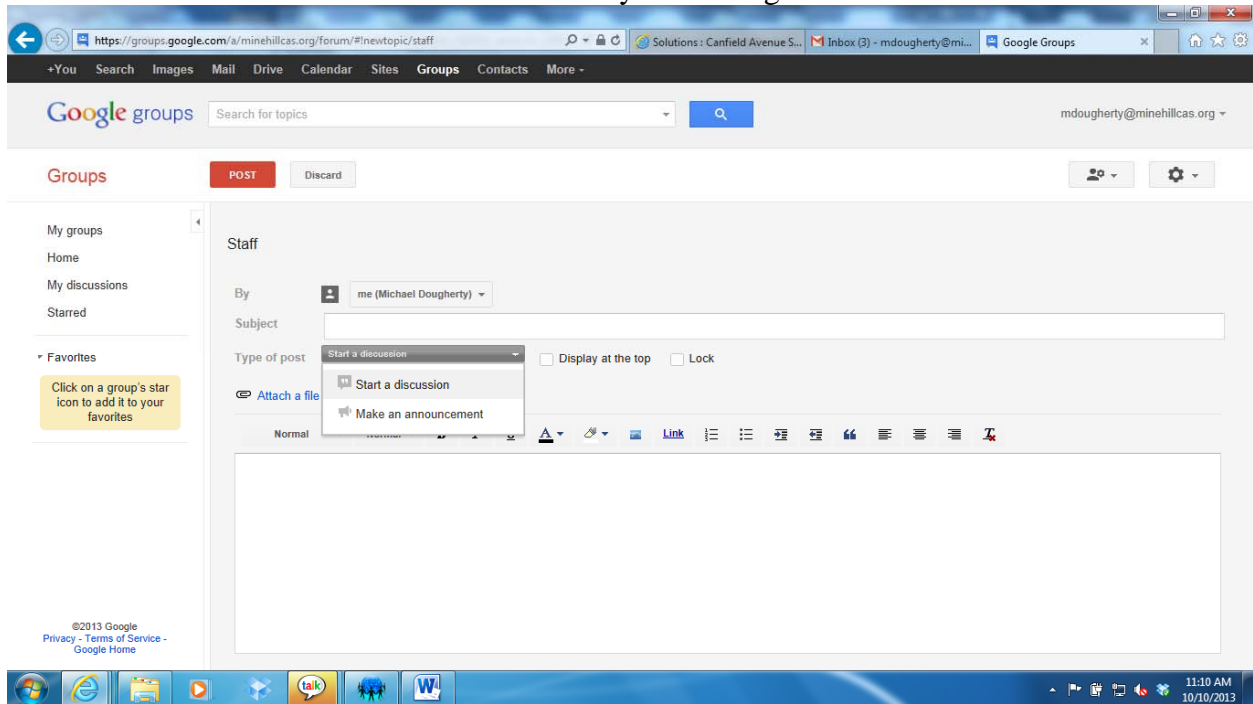 https://groups.google.com/a/minehillcas.org/forum/#!newtopic/staff
Solutions : Canfield Avenue S...
Inbox (3) - mdougherty@mi...
Google Groups
+You Search Images Mail Drive Calendar Sites Groups Contacts More
Google groups
Search for topics
mdougherty@minehillcas.org
Groups
POST
Discard
My groups
Home
My discussions
Starred
Favorites
Click on a group's star
icon to add it to your
favorites
©2013 Google
Privacy - Terms of Service -
Google Home
Staff
By me (Michael Dougherty)
Subject
Type of post Start a discussion Display at the top Lock
Start a discussion
Make an announcement
Attach a file
Normal A Link
talk
W
11:10 AM
10/10/2013